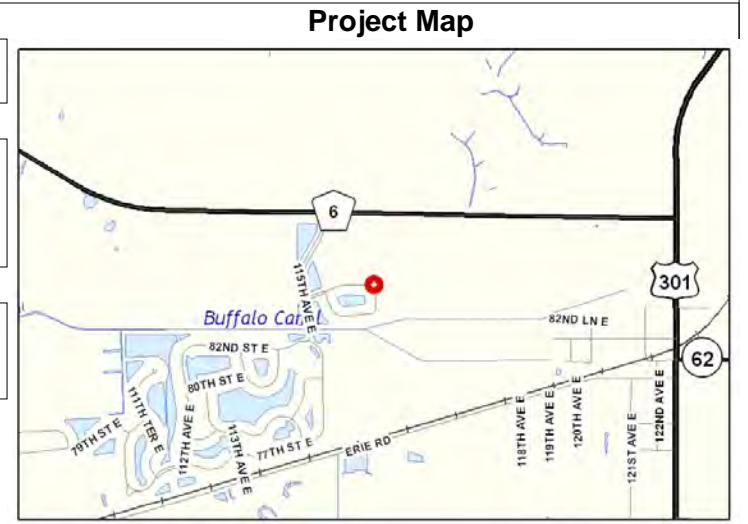 Project Map
6
301
115TH AVE E
Buffalo Canal
82ND LN E
82ND ST E
62
80TH ST E
111TH TER E
112TH AVE E
113TH AVE E
79TH ST E
77TH ST E
ERIE RD
118TH AVE E
119TH AVE E
120TH AVE E
121ST AVE E
122ND AVE E